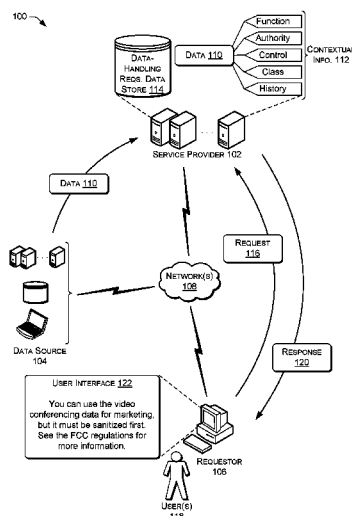 100
DATA-
HANDLING
REQS. DATA
STORE 114
DATA 110
Function
Authority
Control
Class
History
CONTEXTUAL
INFO. 112
SERVICE PROVIDER 102
DATA 110
REQUEST
116
NETWORK(S)
108
DATA SOURCE
104
RESPONSE
120
USER INTERFACE 122
You can use the video
conferencing data for marketing,
but it must be sanitized first.
See the FCC regulations for
more information.
REQUESTOR
106
USER(S)
118